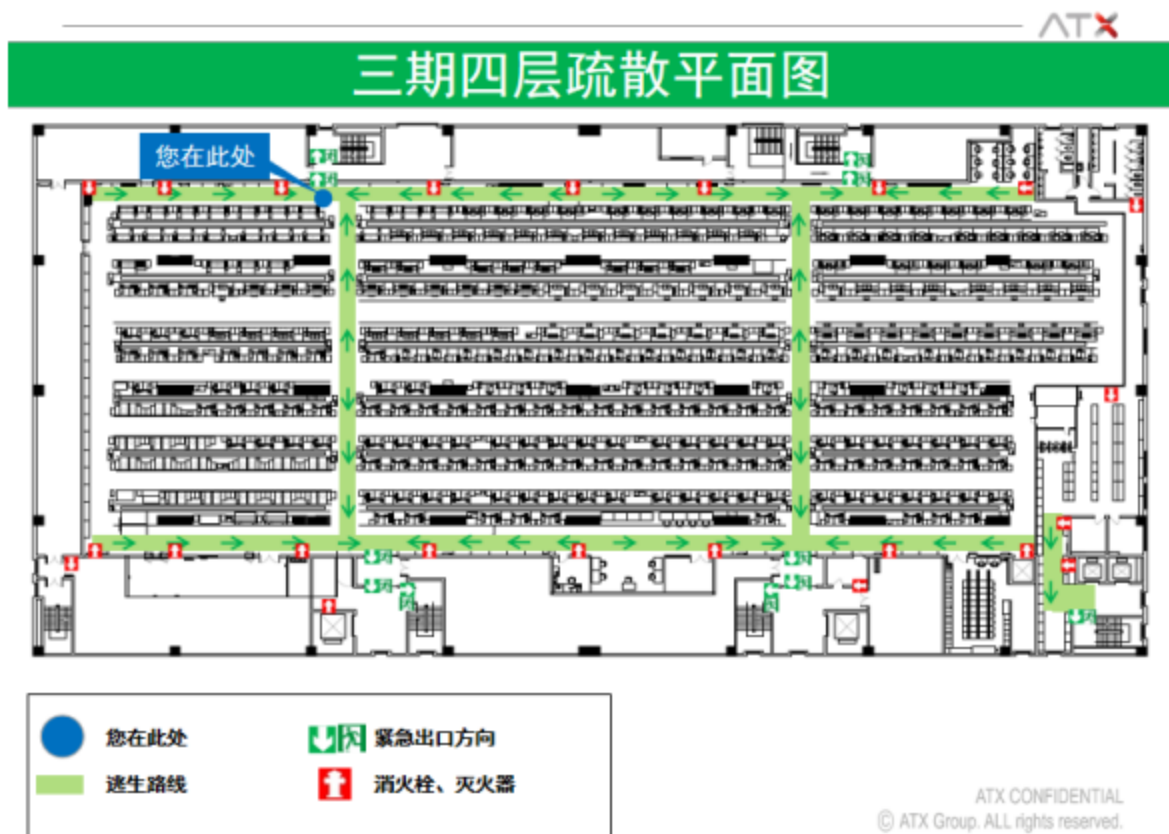 ATX
三期四层疏散平面图
您在此处
您在此处
紧急出口方向
逃生路线
消火栓、灭火器
ATX CONFIDENTIAL
© ATX Group. ALL rights reserved.